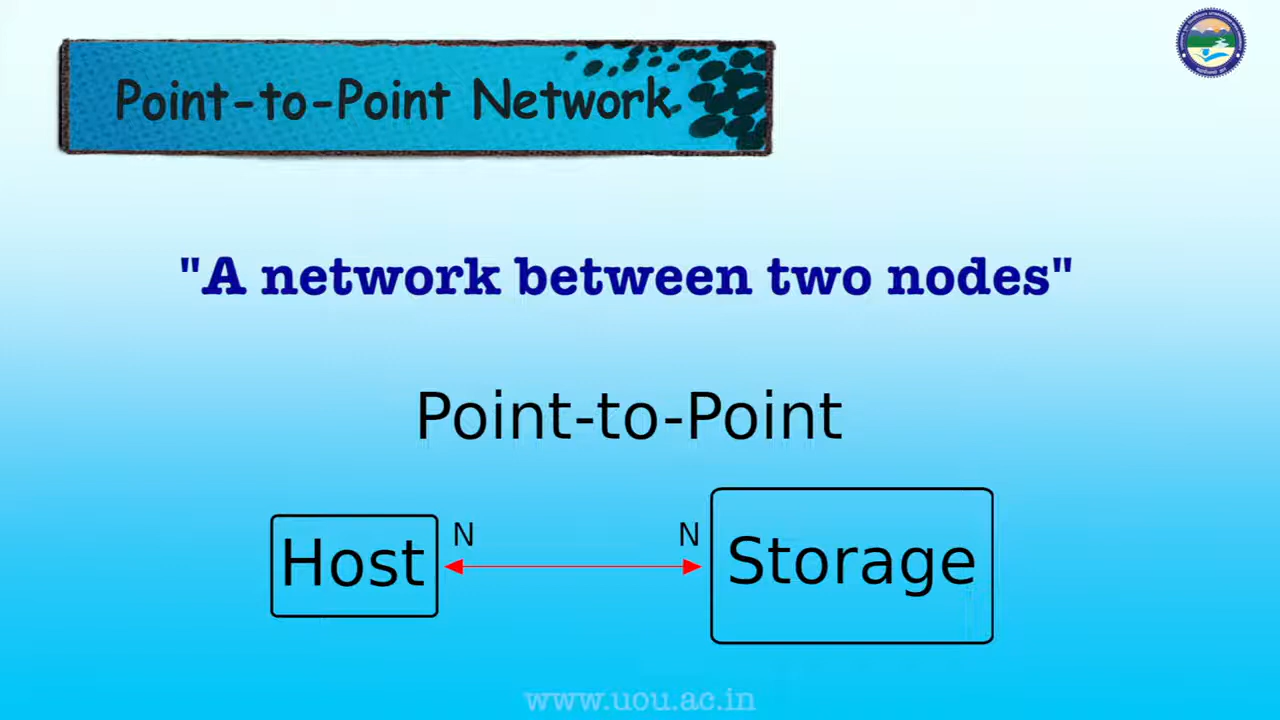 Point-to-Point Network
"A network between two nodes"
Point-to-Point
N N
Host Storage
www.uou.ac.in